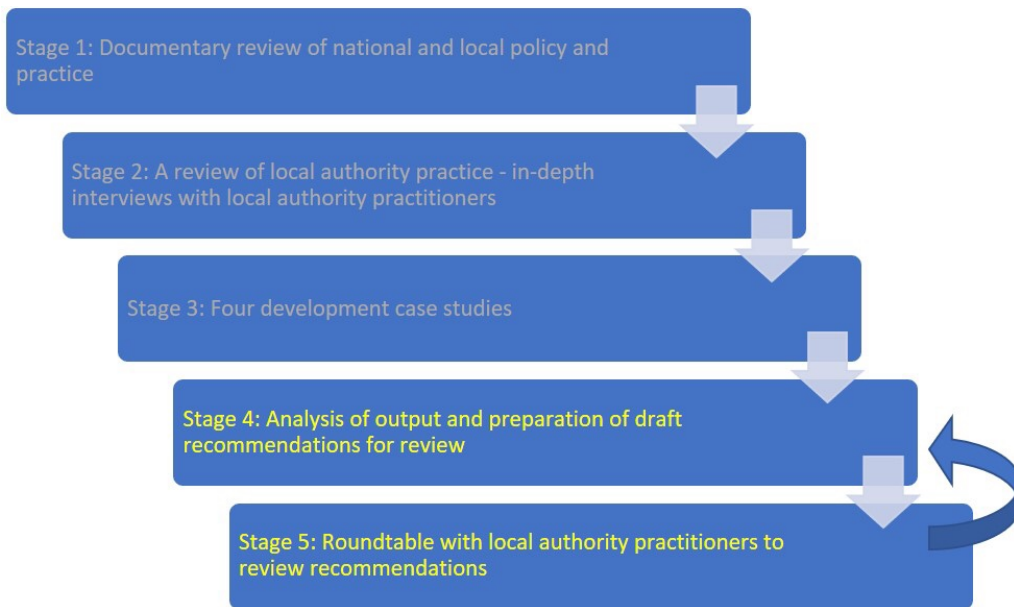 Stage 1: Documentary review of national and local policy and
practice
Stage 2: A review of local authority practice - in-depth
interviews with local authority practitioners
Stage 3: Four development case studies
Stage 4: Analysis of output and preparation of draft
recommendations for review
Stage 5: Roundtable with local authority practitioners to
review recommendations